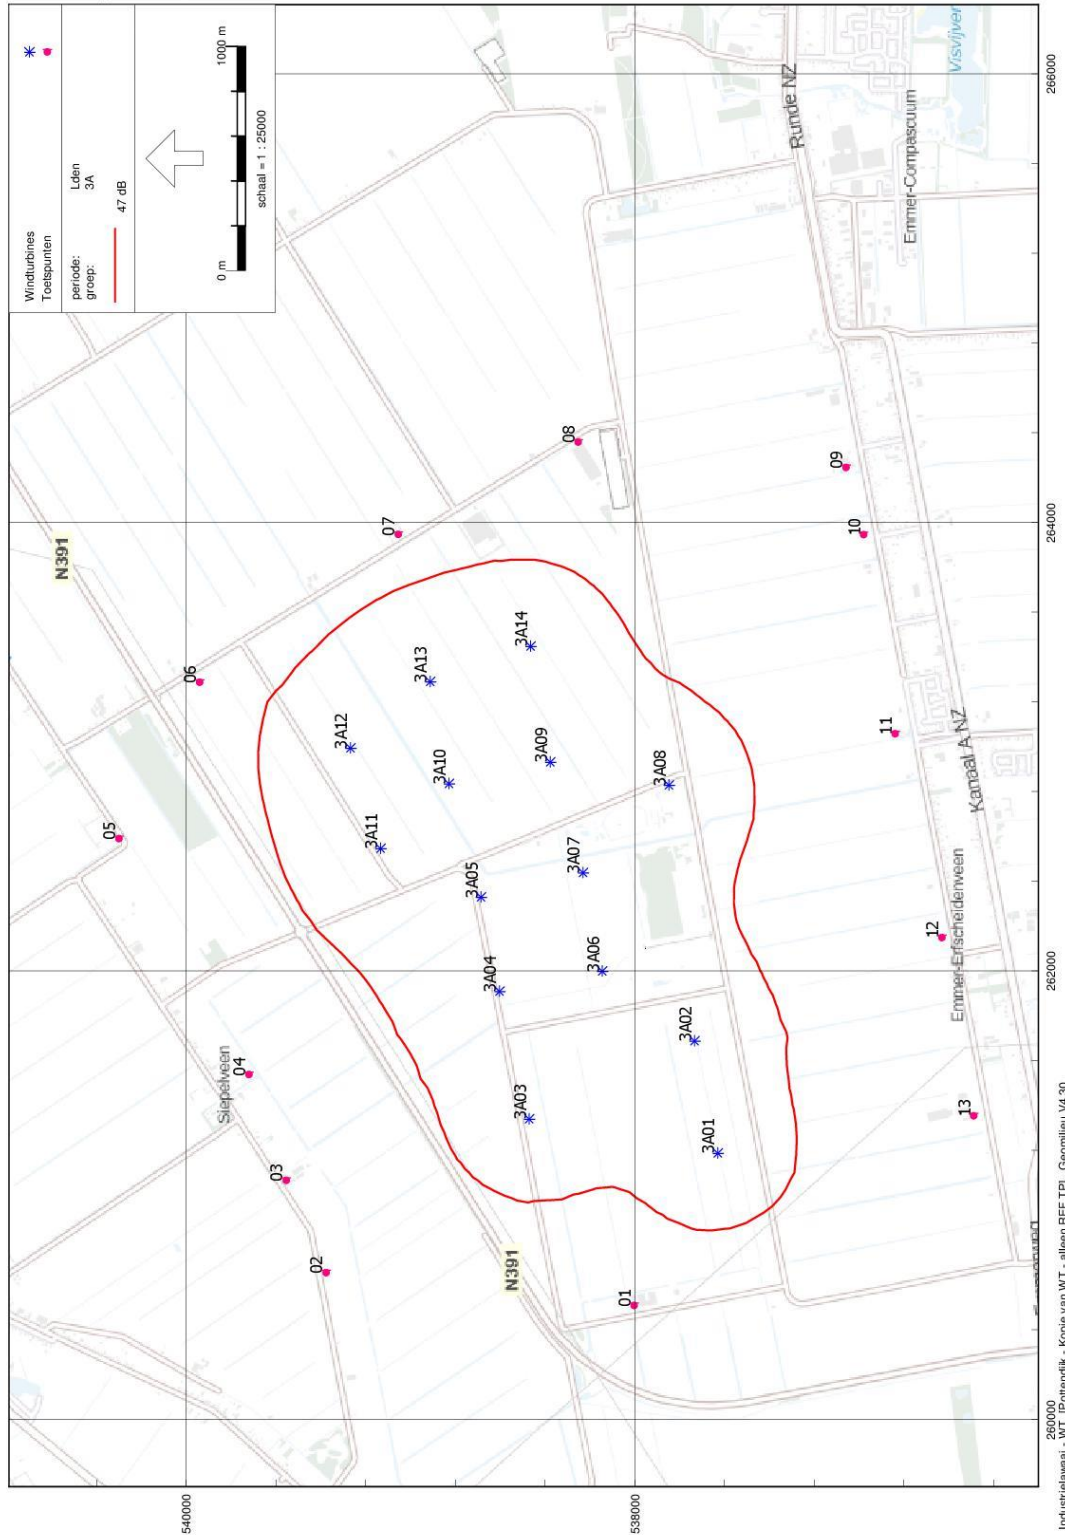 Windturbines
Toetspunten
periode: Lden
groep: 3A
47 dB
0 m 1000 m
schaal = 1 : 25000
N391
N391
Siepelveen
Runde NZ
Emmer-Compascuum
Visvijver
Kanaal A NZ
Emmer-Erfscheidenveen
01
02
03
04
05
06
07
08
09
10
11
12
13
3A01
3A02
3A03
3A04
3A05
3A06
3A07
3A08
3A09
3A10
3A11
3A12
3A13
3A14
540000
538000
260000
262000
264000
266000